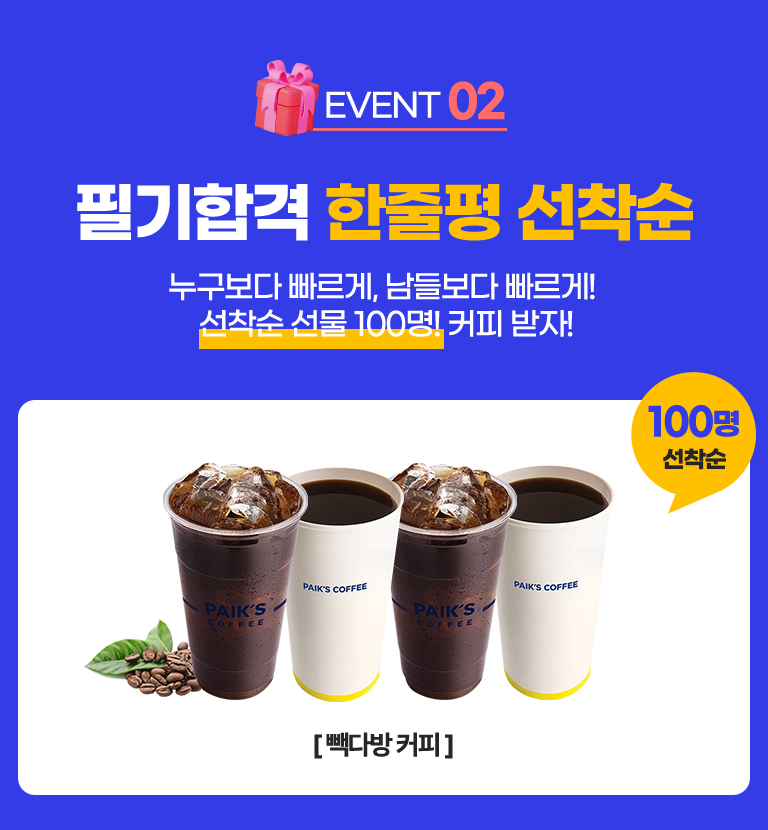 EVENT 02
필기합격 한줄평 선착순
누구보다 빠르게, 남들보다 빠르게!
선착순 선물 100명! 커피 받자!
100명
선착순
PAIK'S COFFEE
PAIK'S COFFEE
PAIK'S
COFFEE
PAIK'S
COFFEE
[ 빽다방 커피 ]